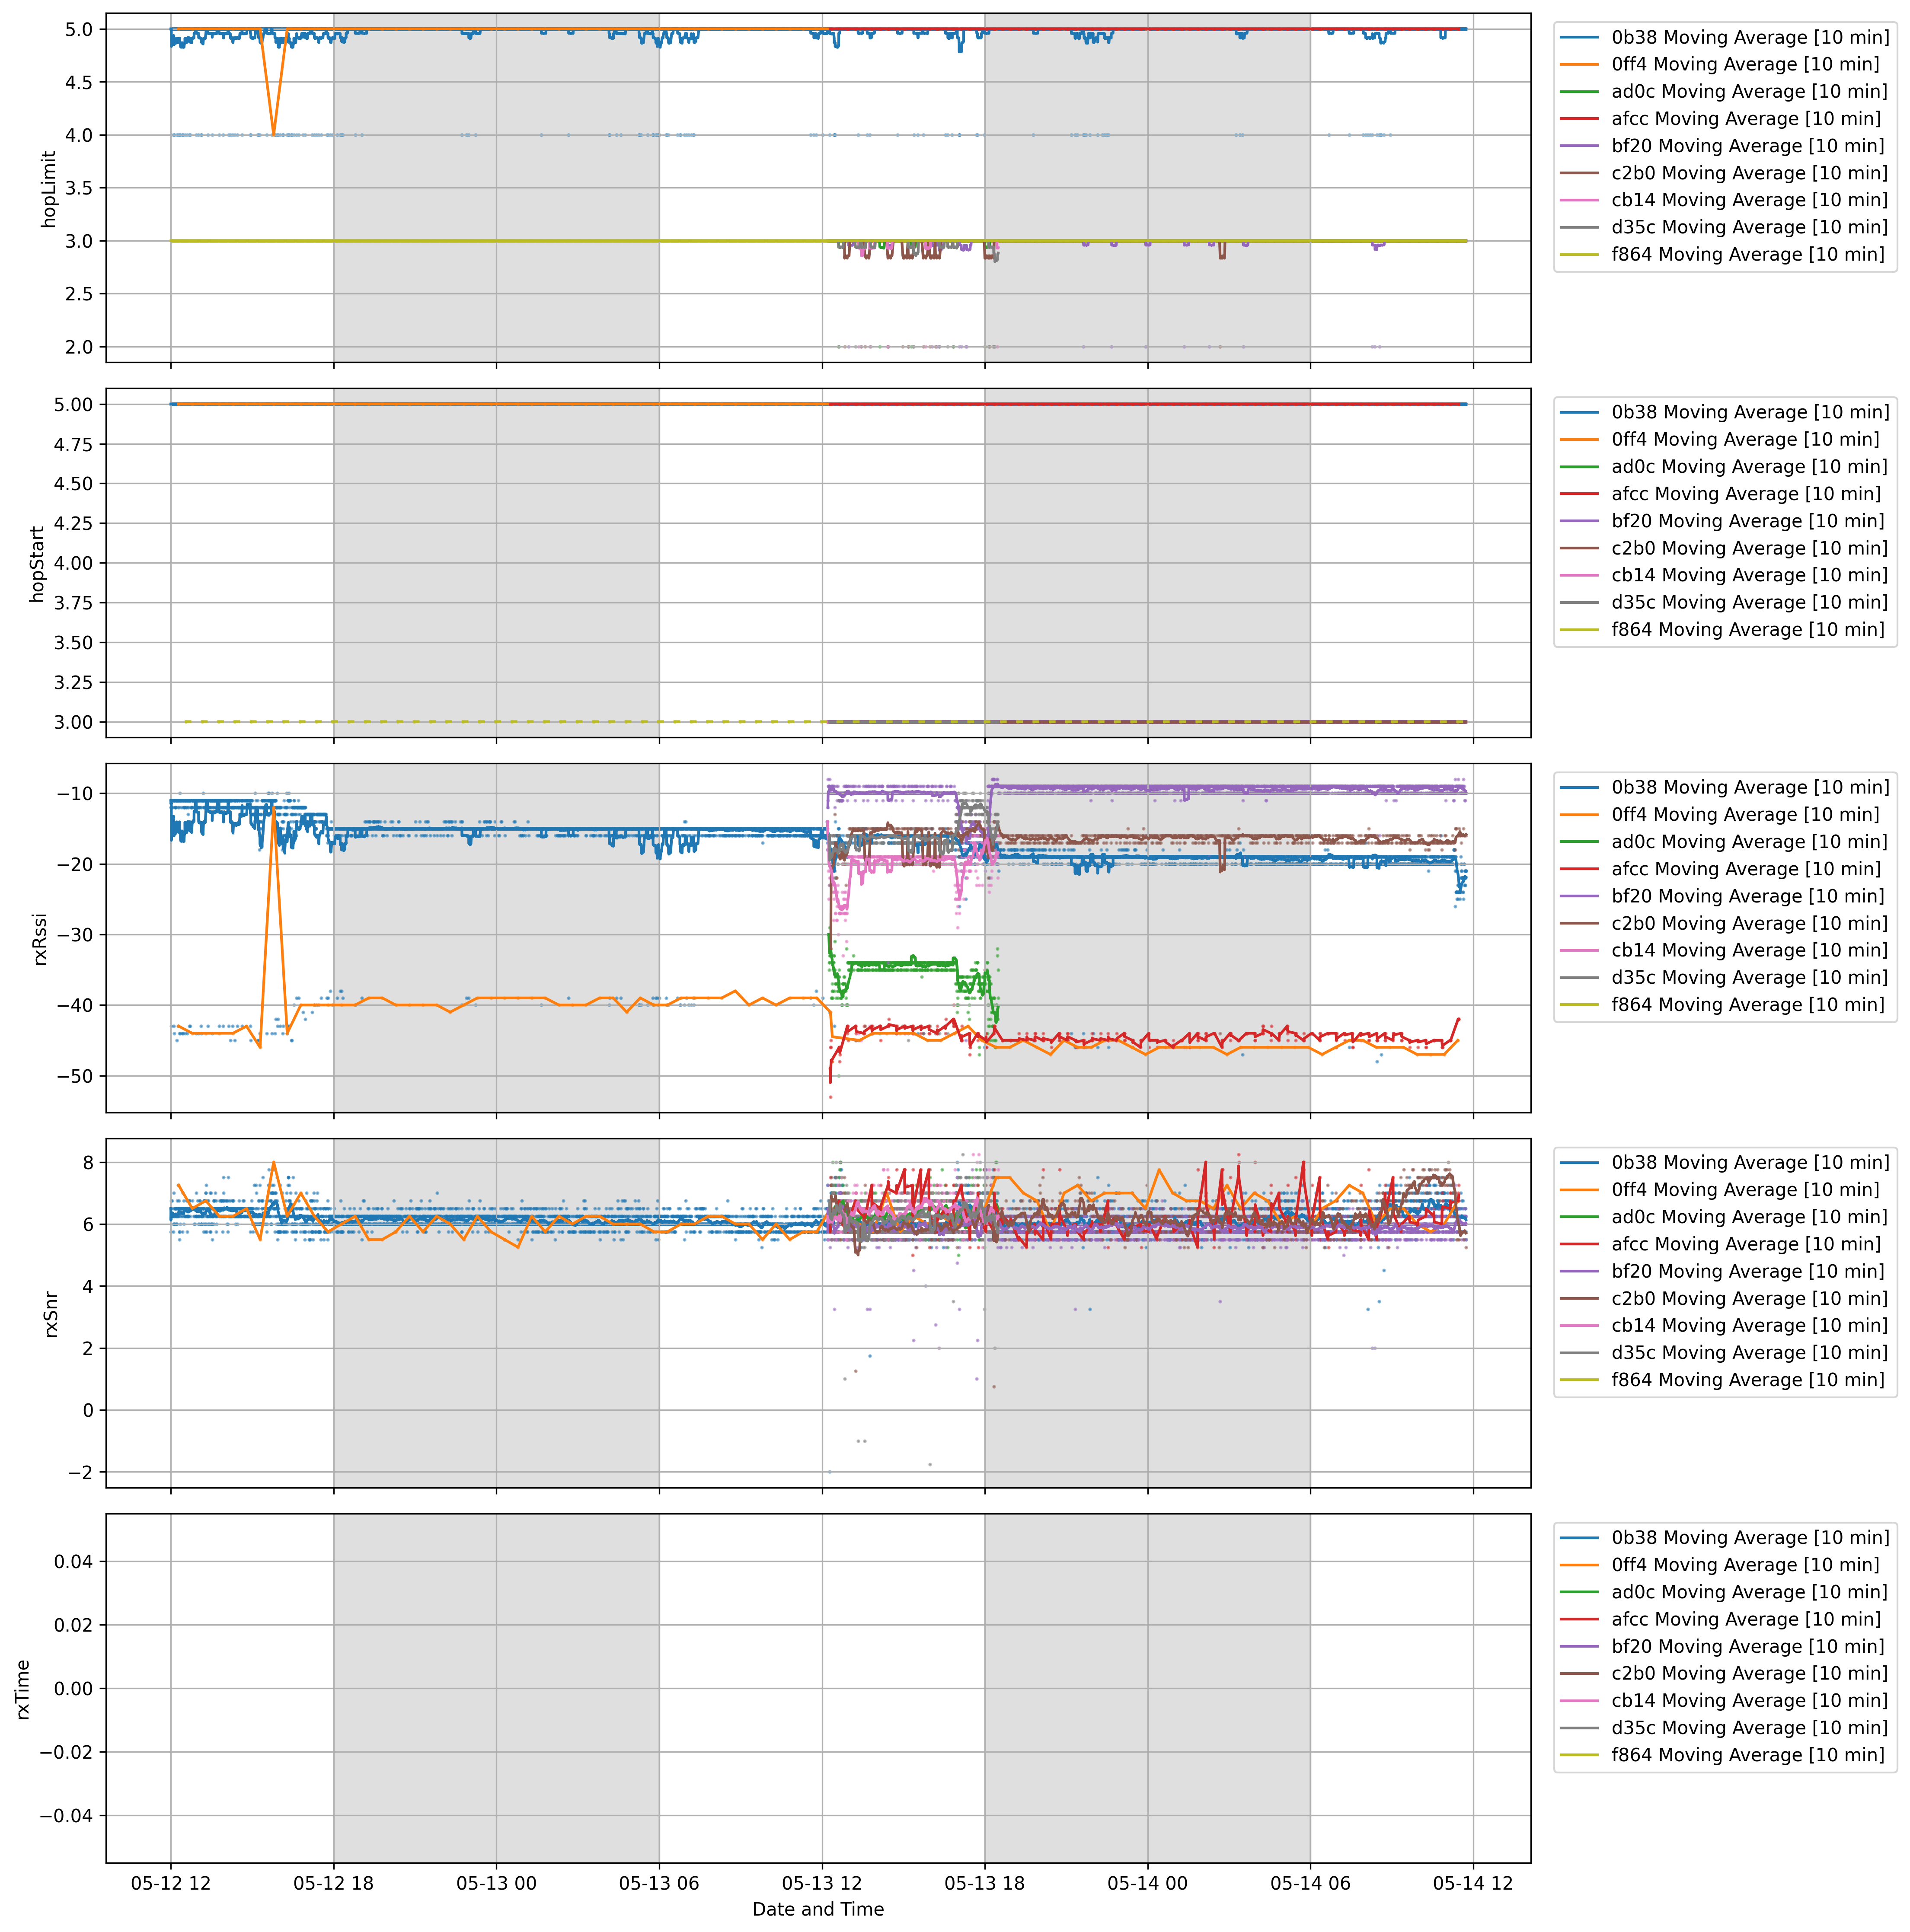 5.0
4.5
4.0
3.5
3.0
2.5
2.0
hopLimit
0b38 Moving Average [10 min]
0ff4 Moving Average [10 min]
ad0c Moving Average [10 min]
afcc Moving Average [10 min]
bf20 Moving Average [10 min]
c2b0 Moving Average [10 min]
cb14 Moving Average [10 min]
d35c Moving Average [10 min]
f864 Moving Average [10 min]
5.00
4.75
4.50
4.25
4.00
3.75
3.50
3.25
3.00
hopStart
0b38 Moving Average [10 min]
0ff4 Moving Average [10 min]
ad0c Moving Average [10 min]
afcc Moving Average [10 min]
bf20 Moving Average [10 min]
c2b0 Moving Average [10 min]
cb14 Moving Average [10 min]
d35c Moving Average [10 min]
f864 Moving Average [10 min]
−10
−20
−30
−40
−50
rxRssi
0b38 Moving Average [10 min]
0ff4 Moving Average [10 min]
ad0c Moving Average [10 min]
afcc Moving Average [10 min]
bf20 Moving Average [10 min]
c2b0 Moving Average [10 min]
cb14 Moving Average [10 min]
d35c Moving Average [10 min]
f864 Moving Average [10 min]
8
6
4
2
0
−2
rxSnr
0b38 Moving Average [10 min]
0ff4 Moving Average [10 min]
ad0c Moving Average [10 min]
afcc Moving Average [10 min]
bf20 Moving Average [10 min]
c2b0 Moving Average [10 min]
cb14 Moving Average [10 min]
d35c Moving Average [10 min]
f864 Moving Average [10 min]
0.04
0.02
0.00
−0.02
−0.04
rxTime
0b38 Moving Average [10 min]
0ff4 Moving Average [10 min]
ad0c Moving Average [10 min]
afcc Moving Average [10 min]
bf20 Moving Average [10 min]
c2b0 Moving Average [10 min]
cb14 Moving Average [10 min]
d35c Moving Average [10 min]
f864 Moving Average [10 min]
05-12 12 05-12 18 05-13 00 05-13 06 05-13 12 05-13 18 05-14 00 05-14 06 05-14 12
Date and Time